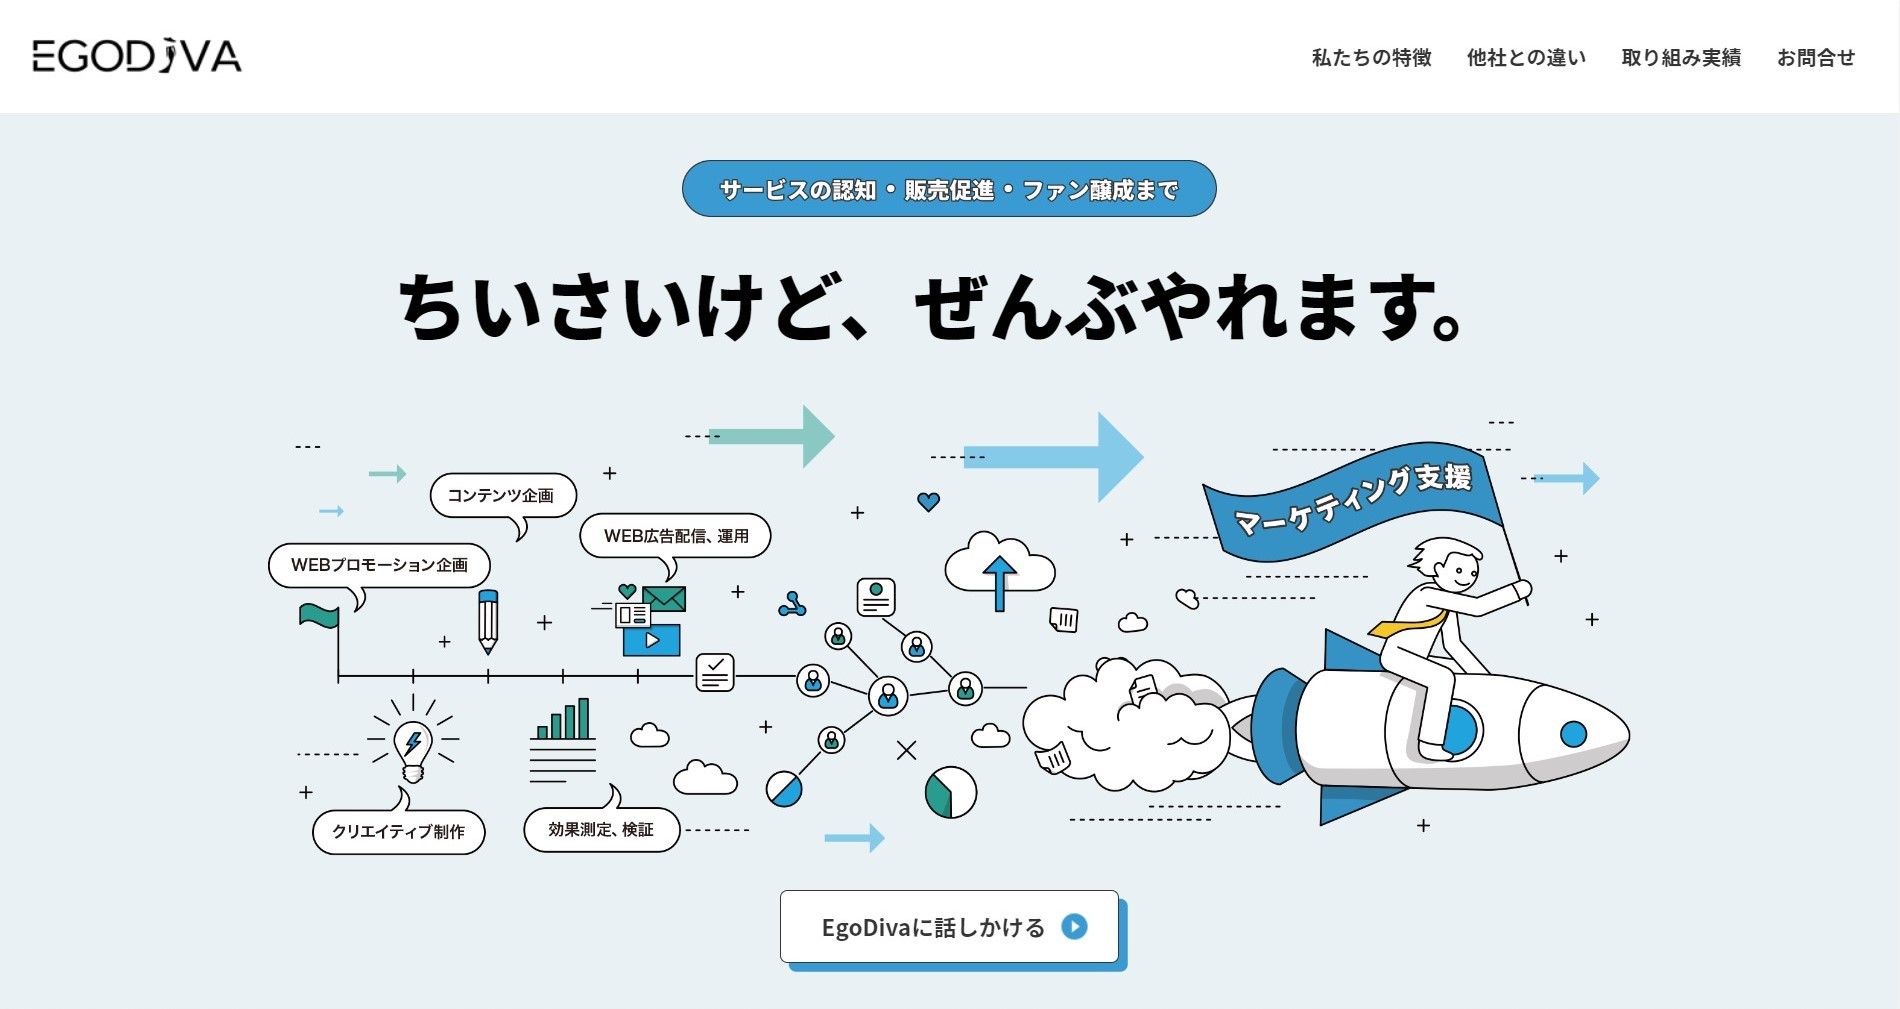 EGODIVA
私たちの特徴 他社との違い 取り組み実績 お問合せ
サービスの認知・販売促進・ファン醸成まで
ちいさいけど、ぜんぶやれます。
マーケティング支援
コンテンツ企画
WEB広告配信、運用
WEBプロモーション企画
クリエイティブ制作
効果測定、検証
EgoDivaに話しかける